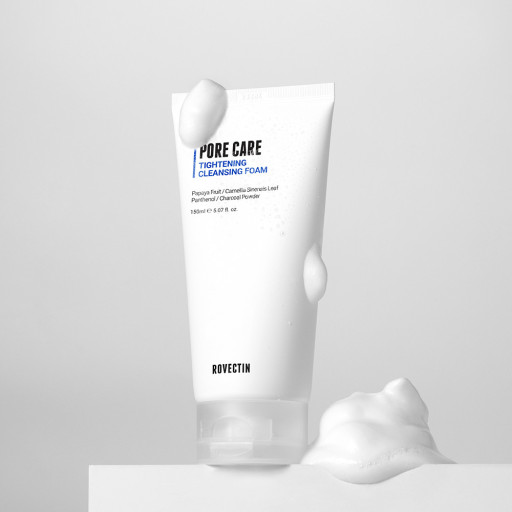 PORE CARE
TIGHTENING
CLEANSING FOAM
Papaya Fruit / Camellia Sinensis Leaf
Panthenol / Charcoal Powder
150ml ℮ 5.07 fl. oz.
ROVECTIN